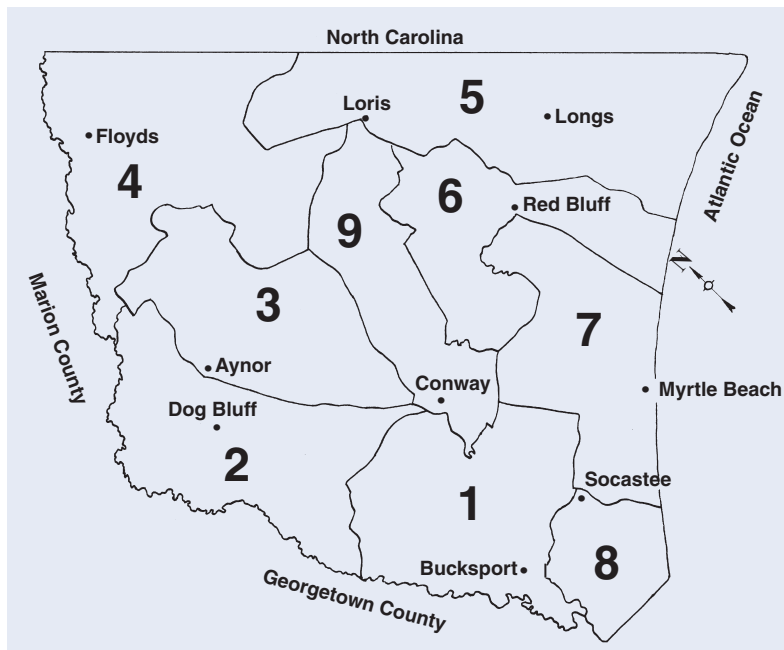 North Carolina
5
Loris
Longs
Floyds
4
Atlantic Ocean
6
Red Bluff
9
N
Marion County
3
7
Aynor
Conway
Myrtle Beach
Dog Bluff
2
1
Socastee
Bucksport
8
Georgetown County